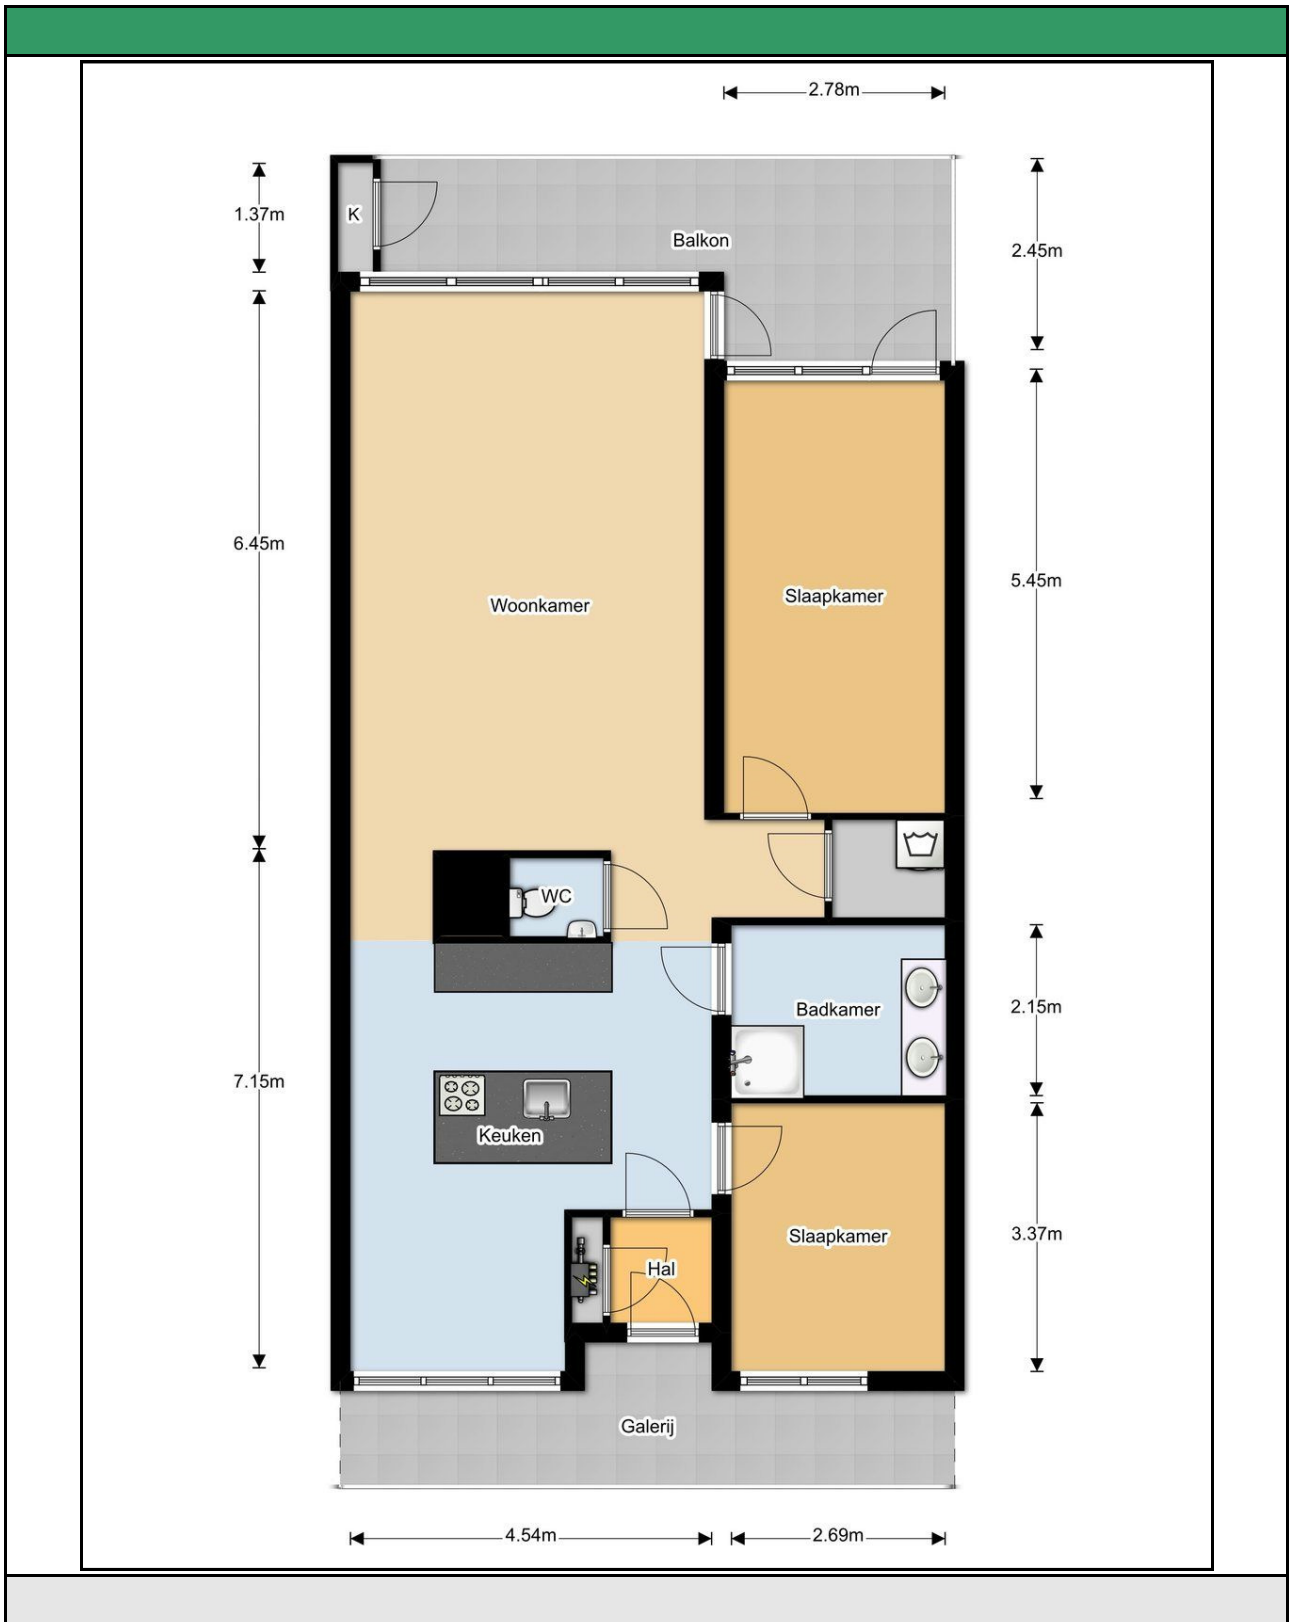 2.78m
1.37m
K
Balkon
2.45m
6.45m
Woonkamer
Slaapkamer
5.45m
WC
Badkamer
2.15m
7.15m
Keuken
Slaapkamer
3.37m
Hal
Galerij
4.54m
2.69m